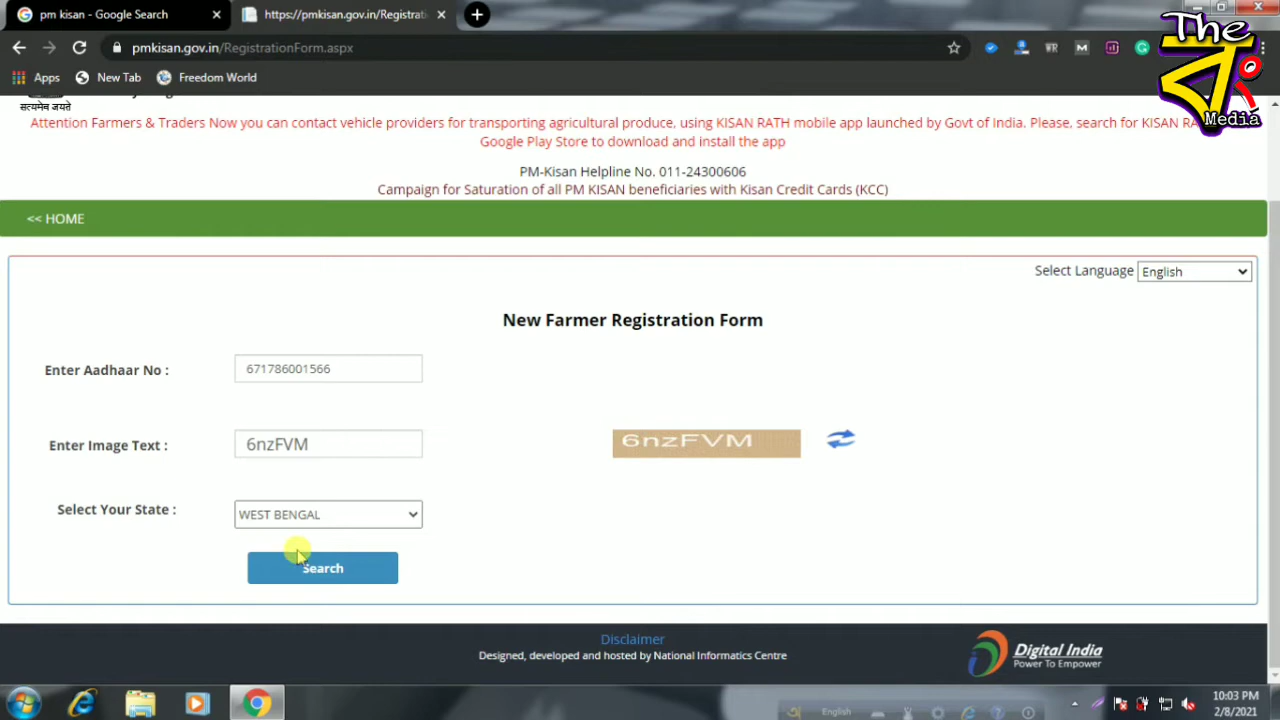 pm kisan - Google Search
https://pmkisan.gov.in/Registrati
pmkisan.gov.in/RegistrationForm.aspx
Apps New Tab Freedom World
The
Media
सत्यमेव जयते
Attention Farmers & Traders Now you can contact vehicle providers for transporting agricultural produce, using KISAN RATH mobile app launched by Govt of India. Please, search for KISAN
Google Play Store to download and install the app
PM-Kisan Helpline No. 011-24300606
Campaign for Saturation of all PM KISAN beneficiaries with Kisan Credit Cards (KCC)
<< HOME
Select Language English
New Farmer Registration Form
Enter Aadhaar No : 671786001566
Enter Image Text : 6nzFVM 6nzFVM
Select Your State : WEST BENGAL
Search
Disclaimer
Designed, developed and hosted by National Informatics Centre
Digital India
Power To Empower
English
10:03 PM
2/8/2021